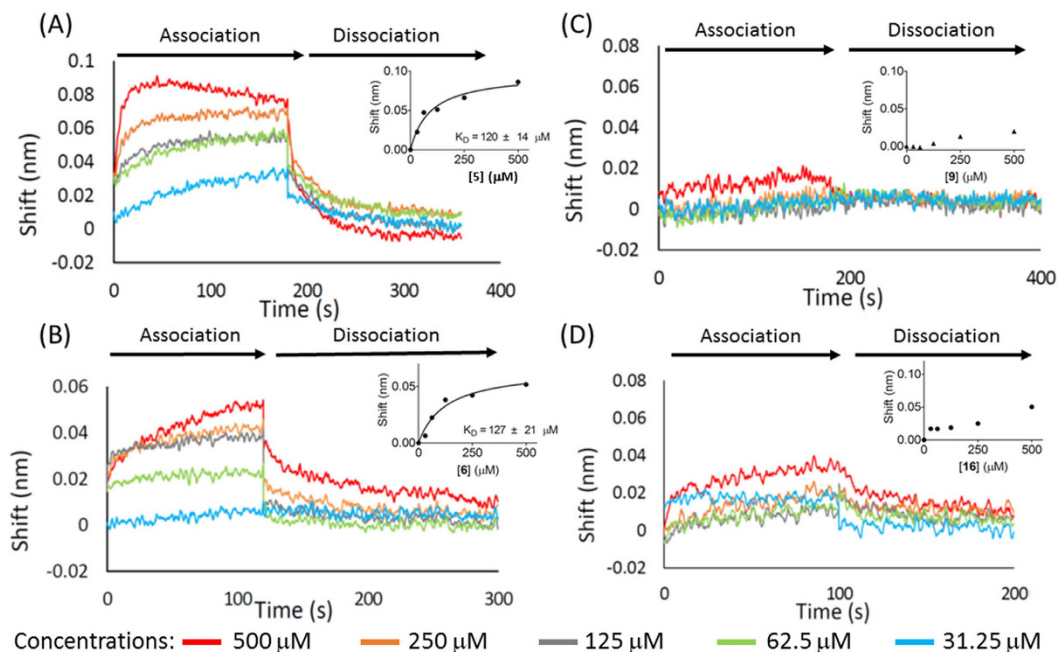 (A)
Association
Dissociation
Shift (nm)
0.1
0.08
0.06
0.04
0.02
0
-0.02
0
100
200
300
400
Time (s)
Shift (nm)
0.10
0.05
0.00
K_D = 120 ± 14 μM
0
250
500
[5] (μM)
(C)
Association
Dissociation
Shift (nm)
0.08
0.06
0.04
0.02
0
-0.02
0
100
200
300
400
Time (s)
Shift (nm)
0.10
0.05
0.00
0
250
500
[9] (μM)
(B)
Association
Dissociation
Shift (nm)
0.06
0.04
0.02
0
-0.02
0
100
200
300
Time (s)
Shift (nm)
0.05
0.00
K_D = 127 ± 21 μM
0
250
500
[6] (μM)
(D)
Association
Dissociation
Shift (nm)
0.08
0.06
0.04
0.02
0
-0.02
0
100
200
Time (s)
Shift (nm)
0.10
0.05
0.00
0
250
500
[16] (μM)
Concentrations: 500 μM 250 μM 125 μM 62.5 μM 31.25 μM